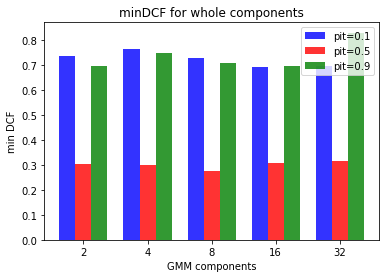 minDCF for whole components
pit=0.1
pit=0.5
pit=0.9
0.8
0.7
0.6
0.5
0.4
0.3
0.2
0.1
0.0
min DCF
2 4 8 16 32
GMM components